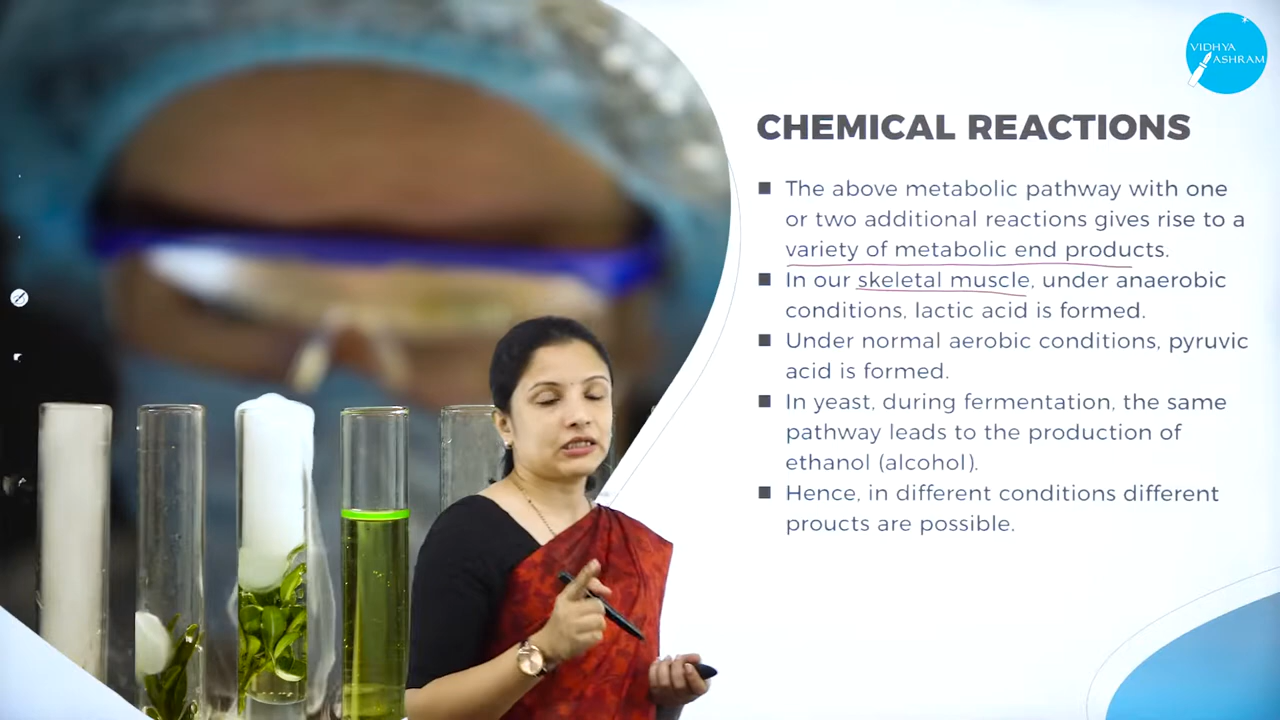 VIDHYA
ASHRAM
CHEMICAL REACTIONS
■ The above metabolic pathway with one
or two additional reactions gives rise to a
variety of metabolic end products.
■ In our skeletal muscle, under anaerobic
conditions, lactic acid is formed.
■ Under normal aerobic conditions, pyruvic
acid is formed.
■ In yeast, during fermentation, the same
pathway leads to the production of
ethanol (alcohol).
■ Hence, in different conditions different
proucts are possible.